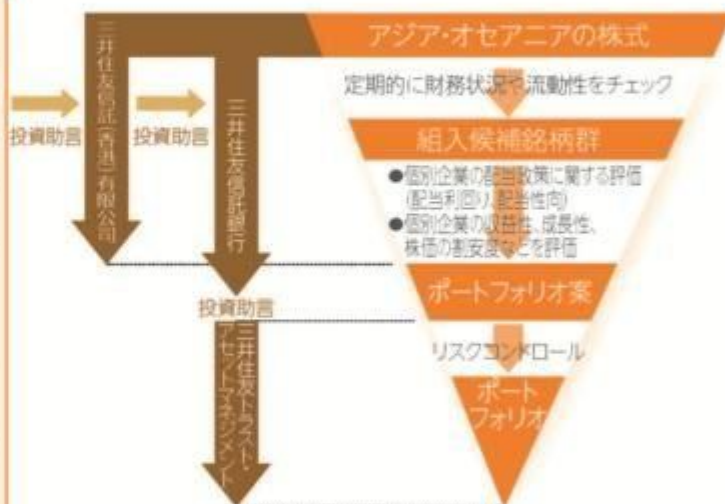 アジア・オセアニアの株式
定期的に財務状況や流動性をチェック
組入候補銘柄群
●個別企業の配当政策に関する評価
(配当利回り、配当性向)
●個別企業の収益性、成長性、
株価の割安度などを評価
ポートフォリオ案
リスクコントロール
ポート
フォリオ
投資助言
三井住友信託(香港)有限公司
投資助言
三井住友信託銀行
投資助言
三井住友トラスト・
アセットマネジメント